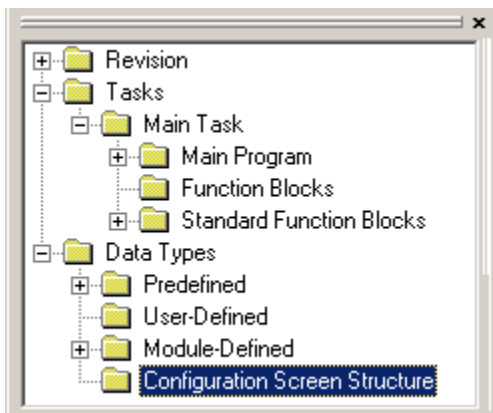 Revision
Tasks
Main Task
Main Program
Function Blocks
Standard Function Blocks
Data Types
Predefined
User-Defined
Module-Defined
Configuration Screen Structure